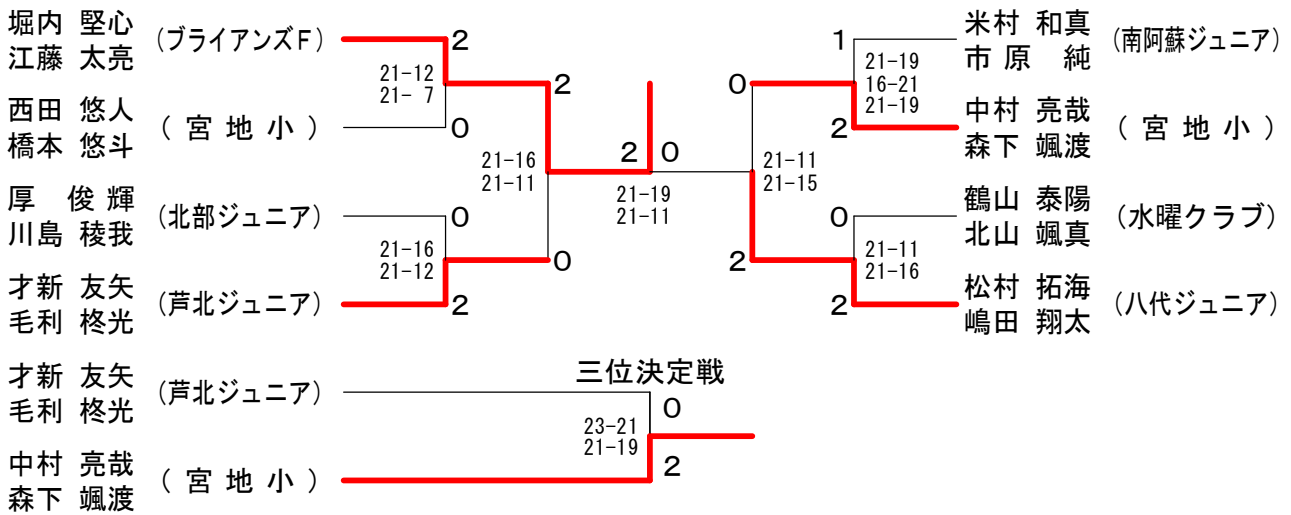 堀内 堅心
江藤 太亮
(ブライアンズF)
2
21-12
21- 7
西田 悠人
橋本 悠斗
(宮地小)
0
2
21-16
21-11
厚 俊輝
川島 稜我
(北部ジュニア)
0
21-16
21-12
0
才新 友矢
毛利 柊光
(芦北ジュニア)
2
2 0
21-19
21-11
1
米村 和真
市原 純
(南阿蘇ジュニア)
21-19
16-21
21-19
0
2
中村 亮哉
森下 颯渡
(宮地小)
21-11
21-15
0
鶴山 泰陽
北山 颯真
(水曜クラブ)
21-11
21-16
2
2
松村 拓海
嶋田 翔太
(八代ジュニア)
三位決定戦
才新 友矢
毛利 柊光
(芦北ジュニア)
0
23-21
21-19
2
中村 亮哉
森下 颯渡
(宮地小)